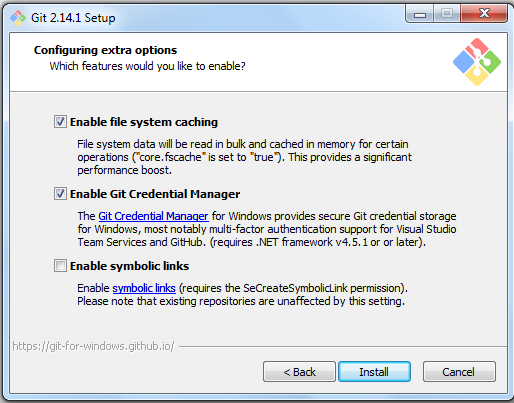 Git 2.14.1 Setup
Configuring extra options
Which features would you like to enable?
Enable file system caching
File system data will be read in bulk and cached in memory for certain
operations ("core.fscache" is set to "true"). This provides a significant
performance boost.
Enable Git Credential Manager
The Git Credential Manager for Windows provides secure Git credential storage
for Windows, most notably multi-factor authentication support for Visual Studio
Team Services and GitHub. (requires .NET framework v4.5.1 or or later).
Enable symbolic links
Enable symbolic links (requires the SeCreateSymbolicLink permission).
Please note that existing repositories are unaffected by this setting.
https://git-for-windows.github.io/
< Back
Install
Cancel